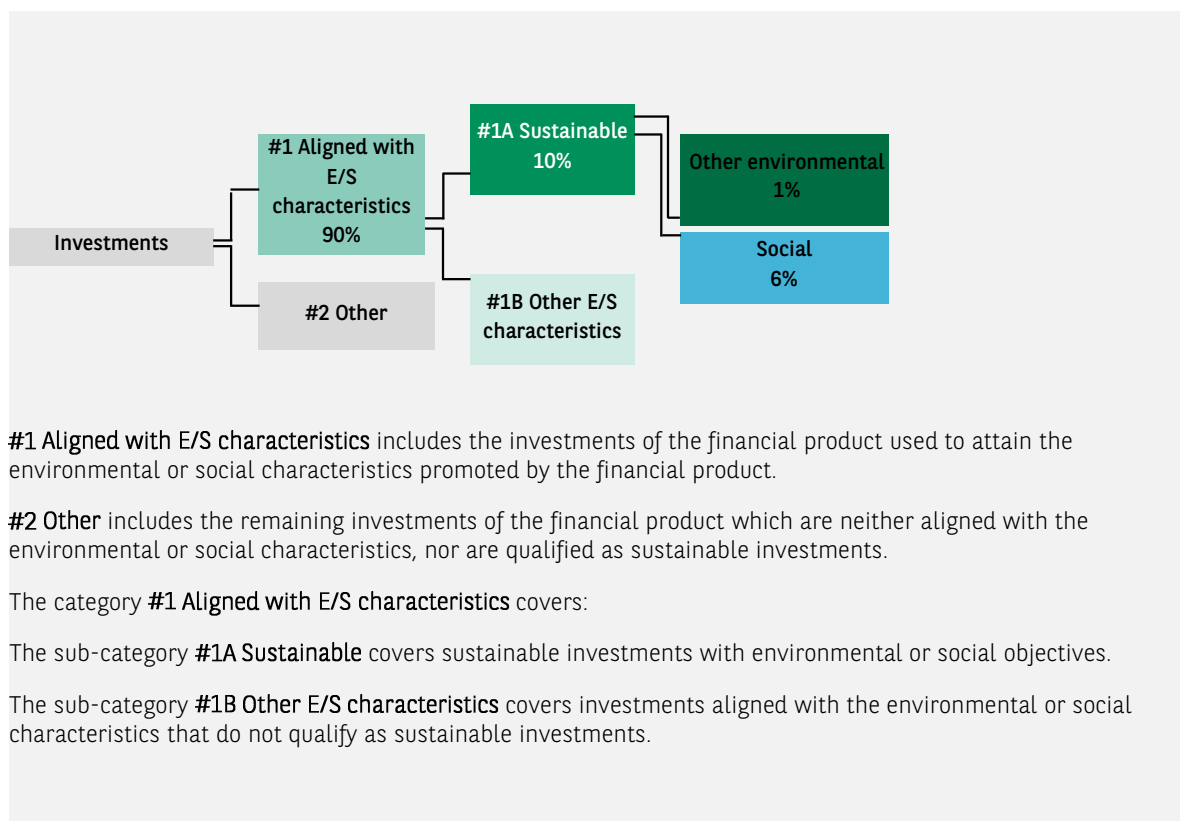 #1A Sustainable
10%
#1 Aligned with
E/S
characteristics
90%
Other environmental
1%
Investments
Social
6%
#2 Other
#1B Other E/S
characteristics
#1 Aligned with E/S characteristics includes the investments of the financial product used to attain the
environmental or social characteristics promoted by the financial product.
#2 Other includes the remaining investments of the financial product which are neither aligned with the
environmental or social characteristics, nor are qualified as sustainable investments.
The category #1 Aligned with E/S characteristics covers:
The sub-category #1A Sustainable covers sustainable investments with environmental or social objectives.
The sub-category #1B Other E/S characteristics covers investments aligned with the environmental or social
characteristics that do not qualify as sustainable investments.